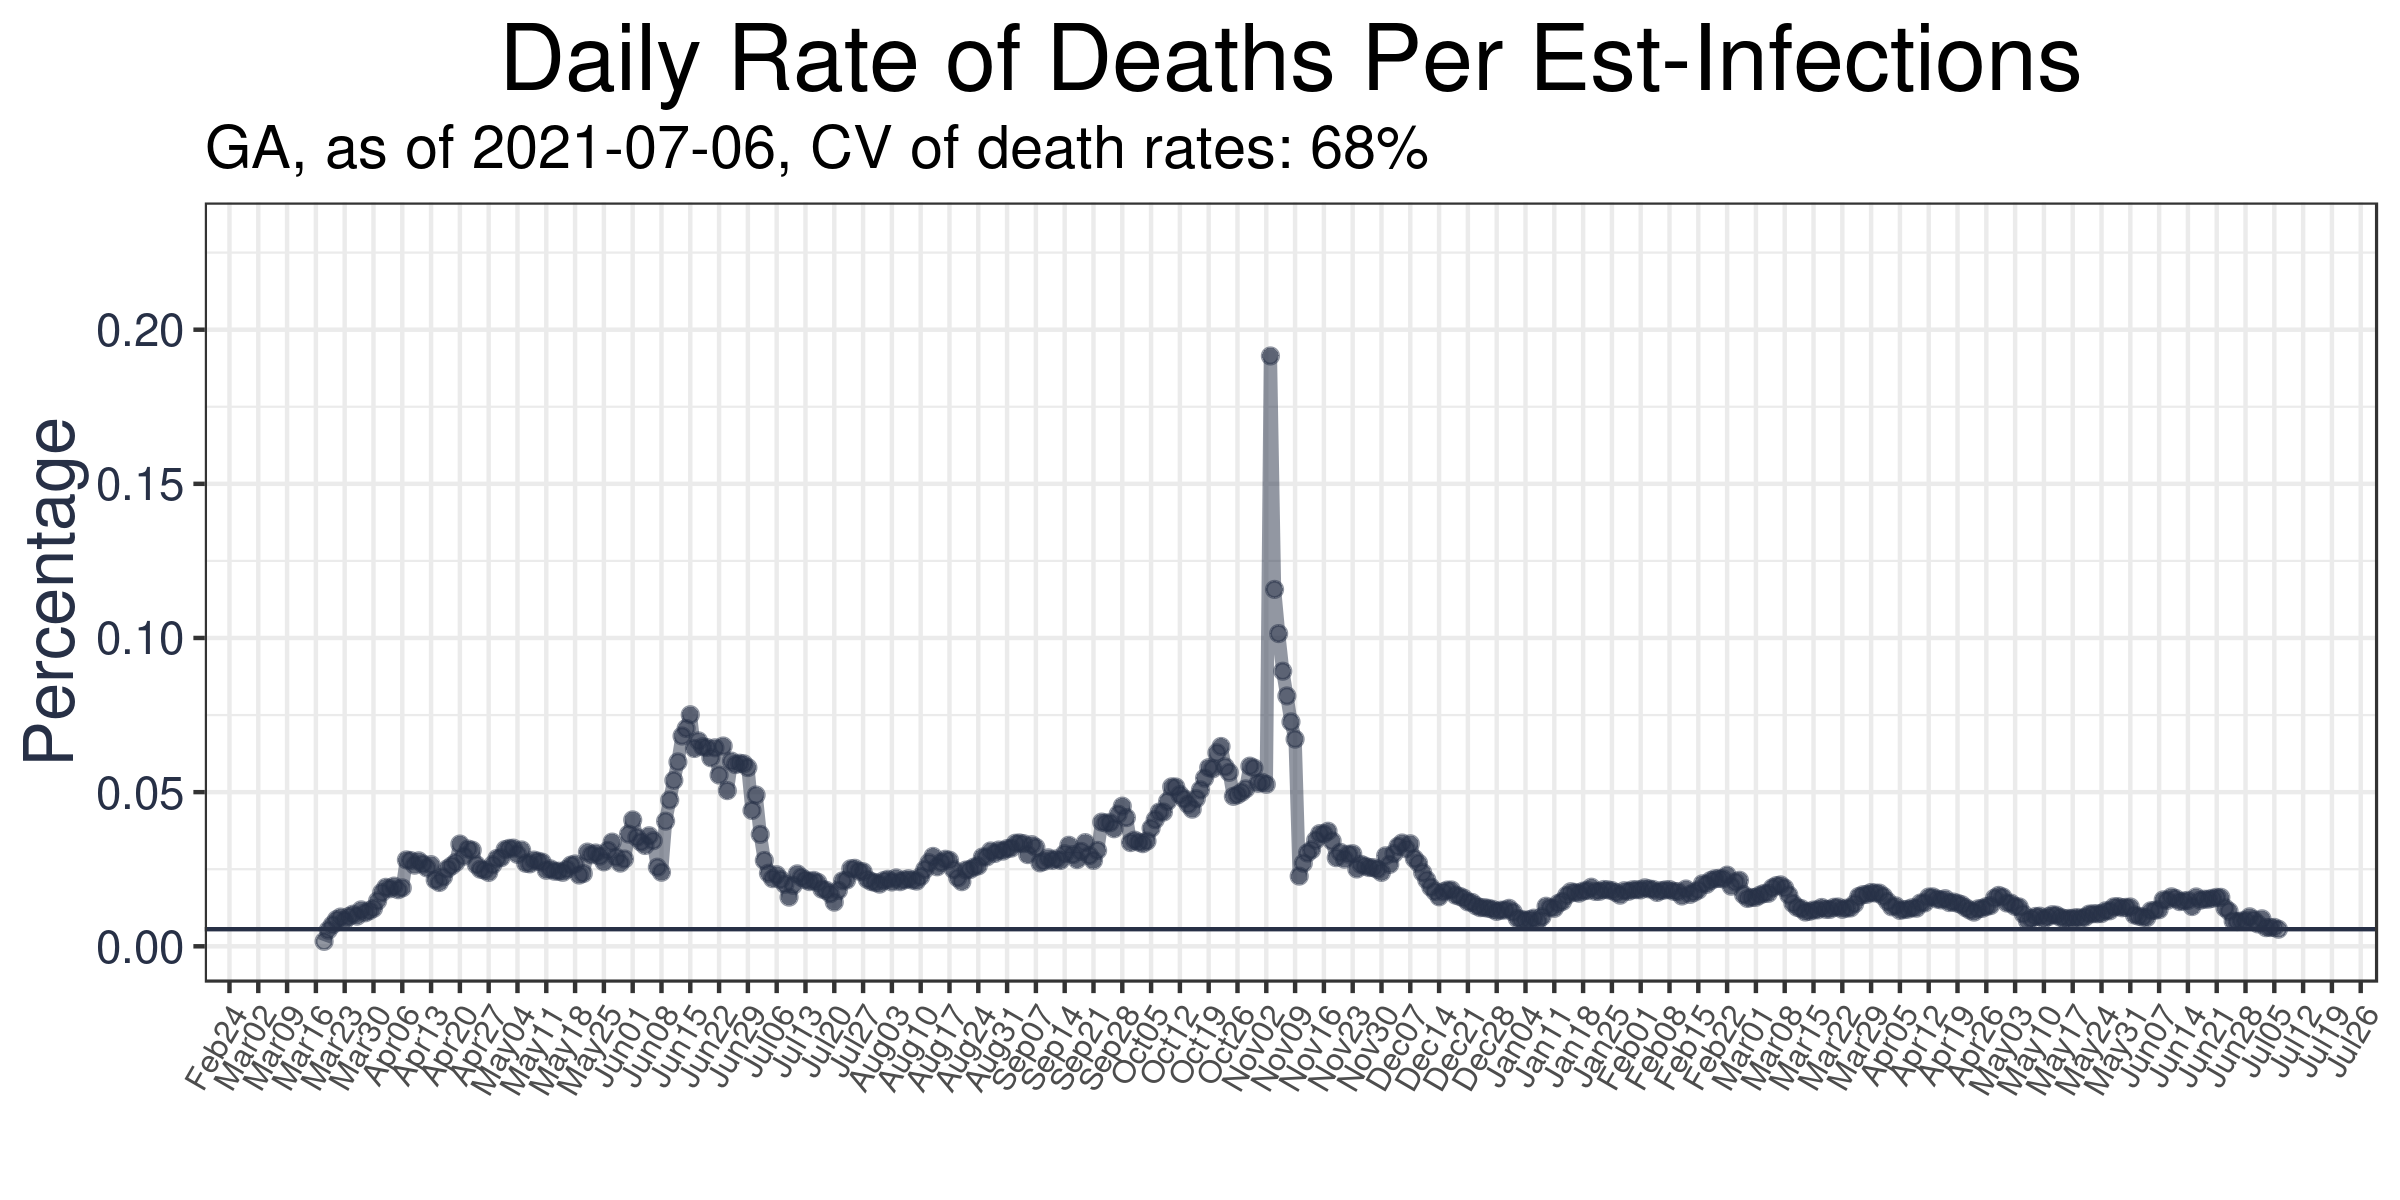 Daily Rate of Deaths Per Est-Infections
GA, as of 2021-07-06, CV of death rates: 68%
Percentage
0.20
0.15
0.10
0.05
0.00
Feb24
Mar02
Mar09
Mar16
Mar23
Mar30
Apr06
Apr13
Apr20
Apr27
May04
May11
May18
May25
Jun01
Jun08
Jun15
Jun22
Jun29
Jul06
Jul13
Jul20
Jul27
Aug03
Aug10
Aug17
Aug24
Aug31
Sep07
Sep14
Sep21
Sep28
Oct05
Oct12
Oct19
Oct26
Nov02
Nov09
Nov16
Nov23
Nov30
Dec07
Dec14
Dec21
Dec28
Jan04
Jan11
Jan18
Jan25
Feb01
Feb08
Feb15
Feb22
Mar01
Mar08
Mar15
Mar22
Mar29
Apr05
Apr12
Apr19
Apr26
May03
May10
May17
May24
May31
Jun07
Jun14
Jun21
Jun28
Jul05
Jul12
Jul19
Jul26